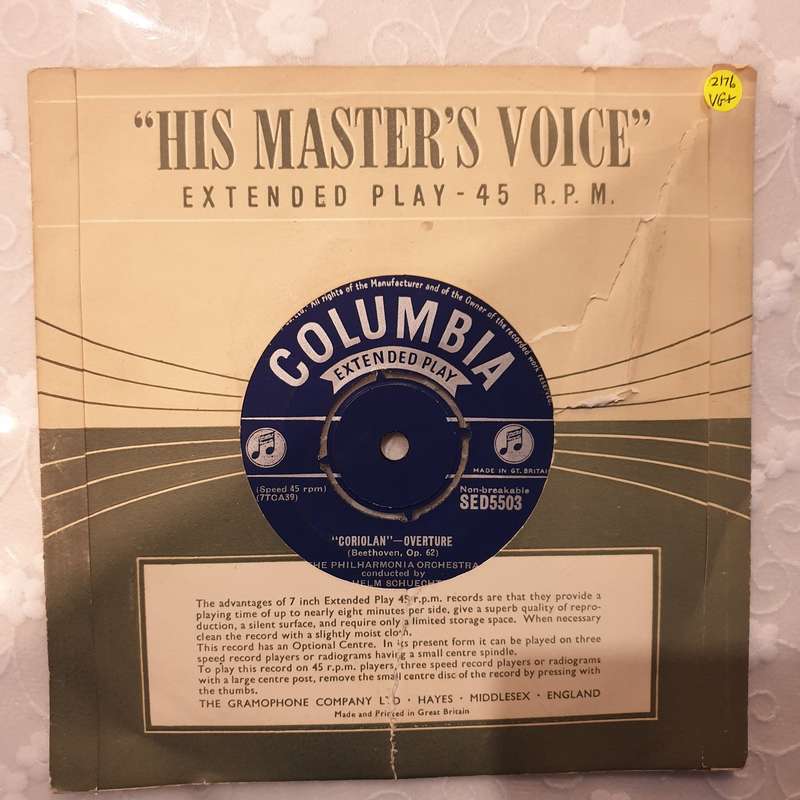 2176
VG+
"HIS MASTER'S VOICE"
EXTENDED PLAY - 45 R.P.M.
Ltd. All rights of the Manufacturer and of the Owner of the recorded work reserved
COLUMBIA
EXTENDED PLAY
MADE IN GT. BRITAI
(Speed 45 rpm)
(7TCA39)
Non-breakable
SED5503
"CORIOLAN"—OVERTURE
(Beethoven, Op. 62)
HE PHILHARMONIA ORCHESTRA
conducted by
HELM SCHUECHT
The advantages of 7 inch Extended Play 45 r.p.m. records are that they provide a
playing time of up to nearly eight minutes per side, give a superb quality of repro-
duction, a silent surface, and require only a limited storage space. When necessary
clean the record with a slightly moist cloth.
This record has an Optional Centre. In its present form it can be played on three
speed record players or radiograms having a small centre spindle.
To play this record on 45 r.p.m. players, three speed record players or radiograms
with a large centre post, remove the small centre disc of the record by pressing with
the thumbs.
THE GRAMOPHONE COMPANY LTD · HAYES · MIDDLESEX · ENGLAND
Made and Printed in Great Britain